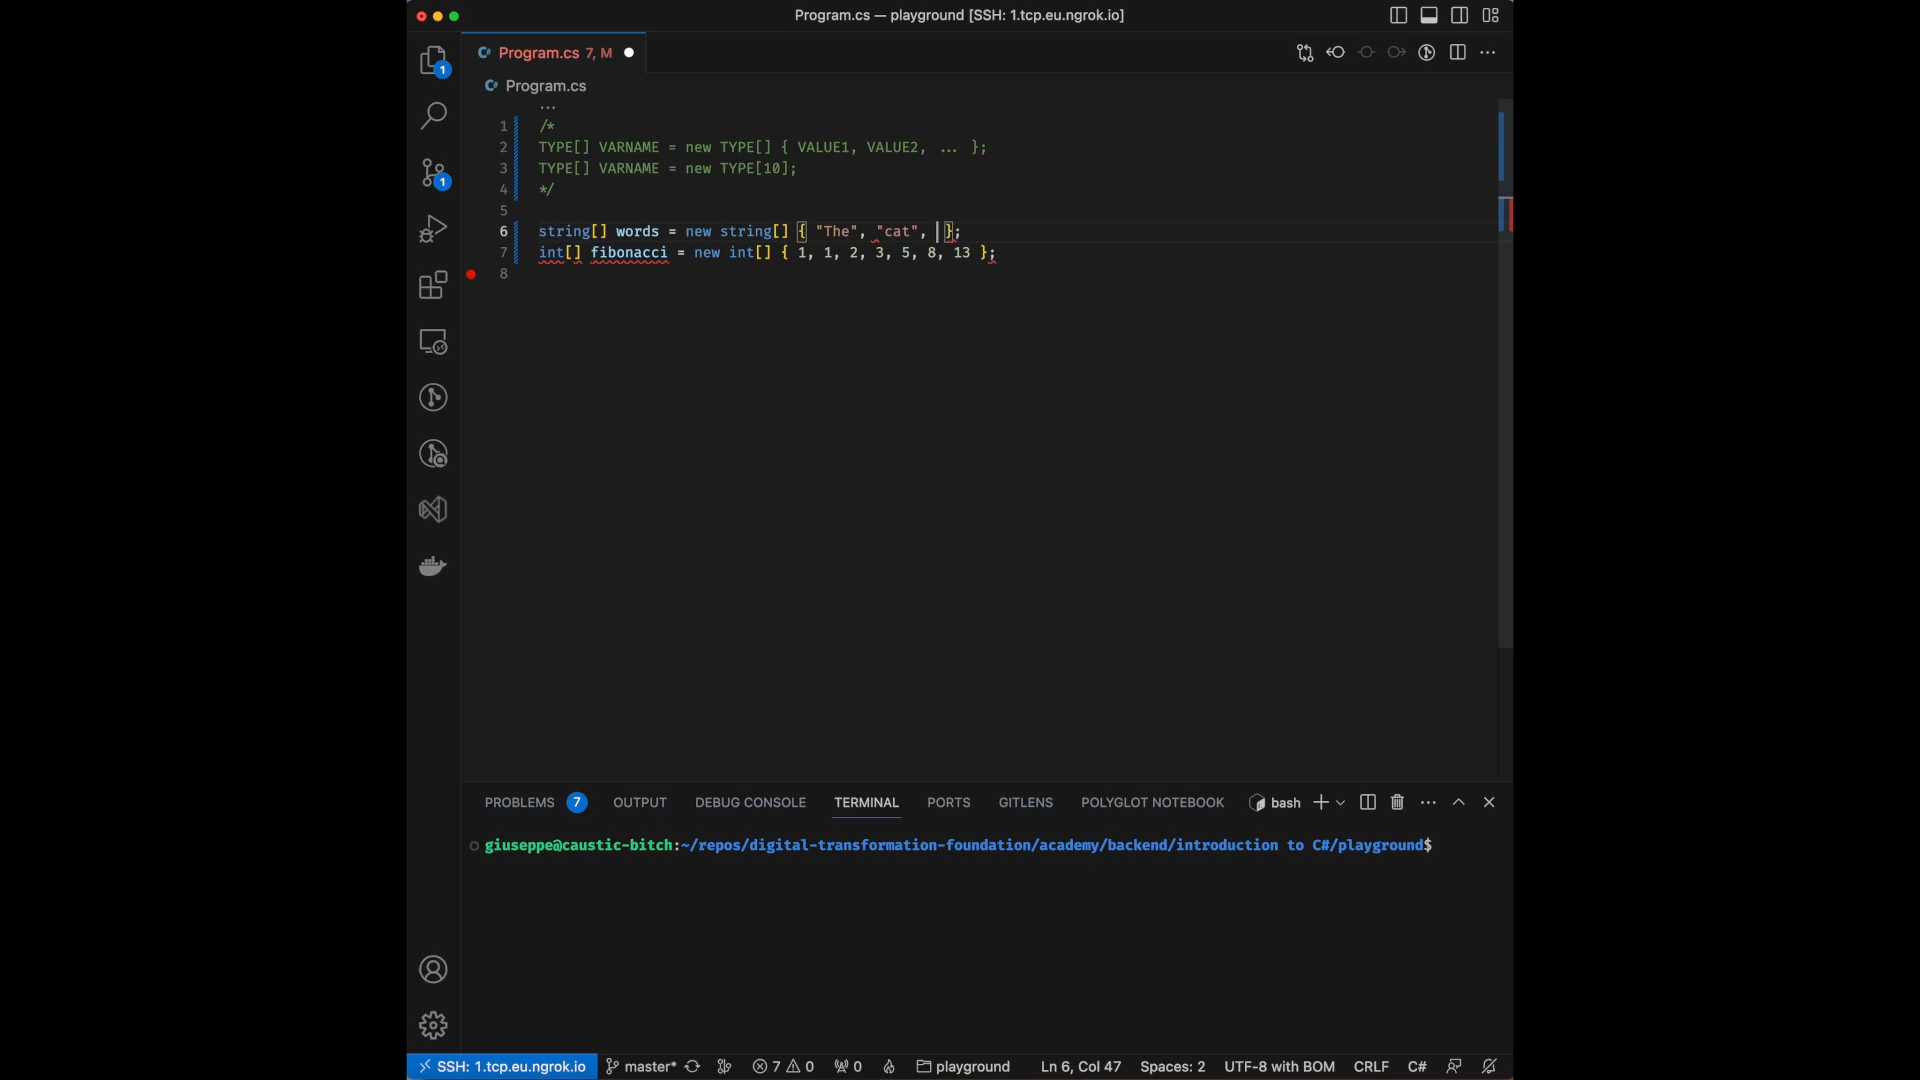 Program.cs — playground [SSH: 1.tcp.eu.ngrok.io]
Program.cs 7, M
Program.cs
1
1
...
1 /*
2 TYPE[] VARNAME = new TYPE[] { VALUE1, VALUE2, ... };
3 TYPE[] VARNAME = new TYPE[10];
4 */
5
6 string[] words = new string[] { "The", "cat", };
7 int[] fibonacci = new int[] { 1, 1, 2, 3, 5, 8, 13 };
8
PROBLEMS 7 OUTPUT DEBUG CONSOLE TERMINAL PORTS GITLENS POLYGLOT NOTEBOOK bash
giuseppe@caustic-bitch:~/repos/digital-transformation-foundation/academy/backend/introduction to C#/playground$
SSH: 1.tcp.eu.ngrok.io master* 7 0 0 playground Ln 6, Col 47 Spaces: 2 UTF-8 with BOM CRLF C#